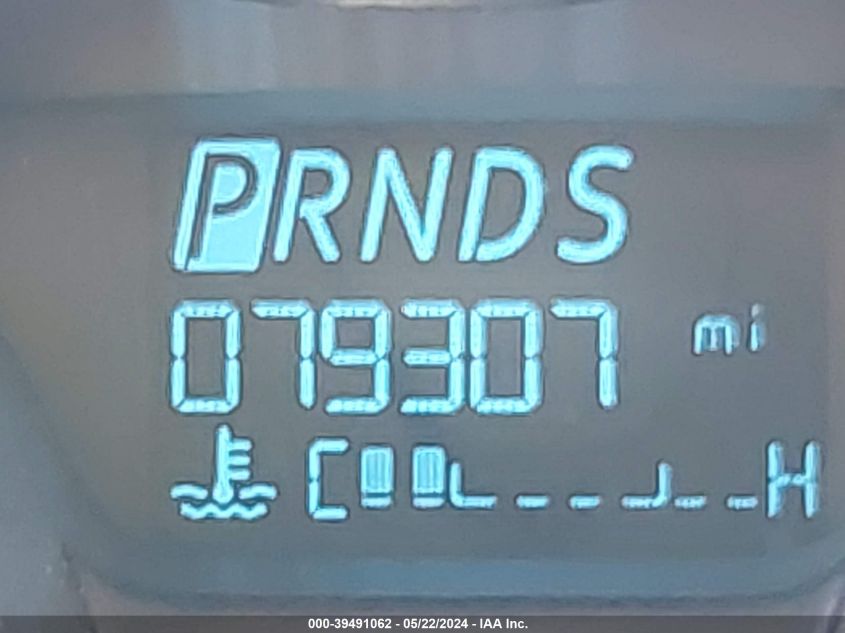 PRNDS
079307 mi
C H
000-39491062 - 05/22/2024 - IAA Inc.